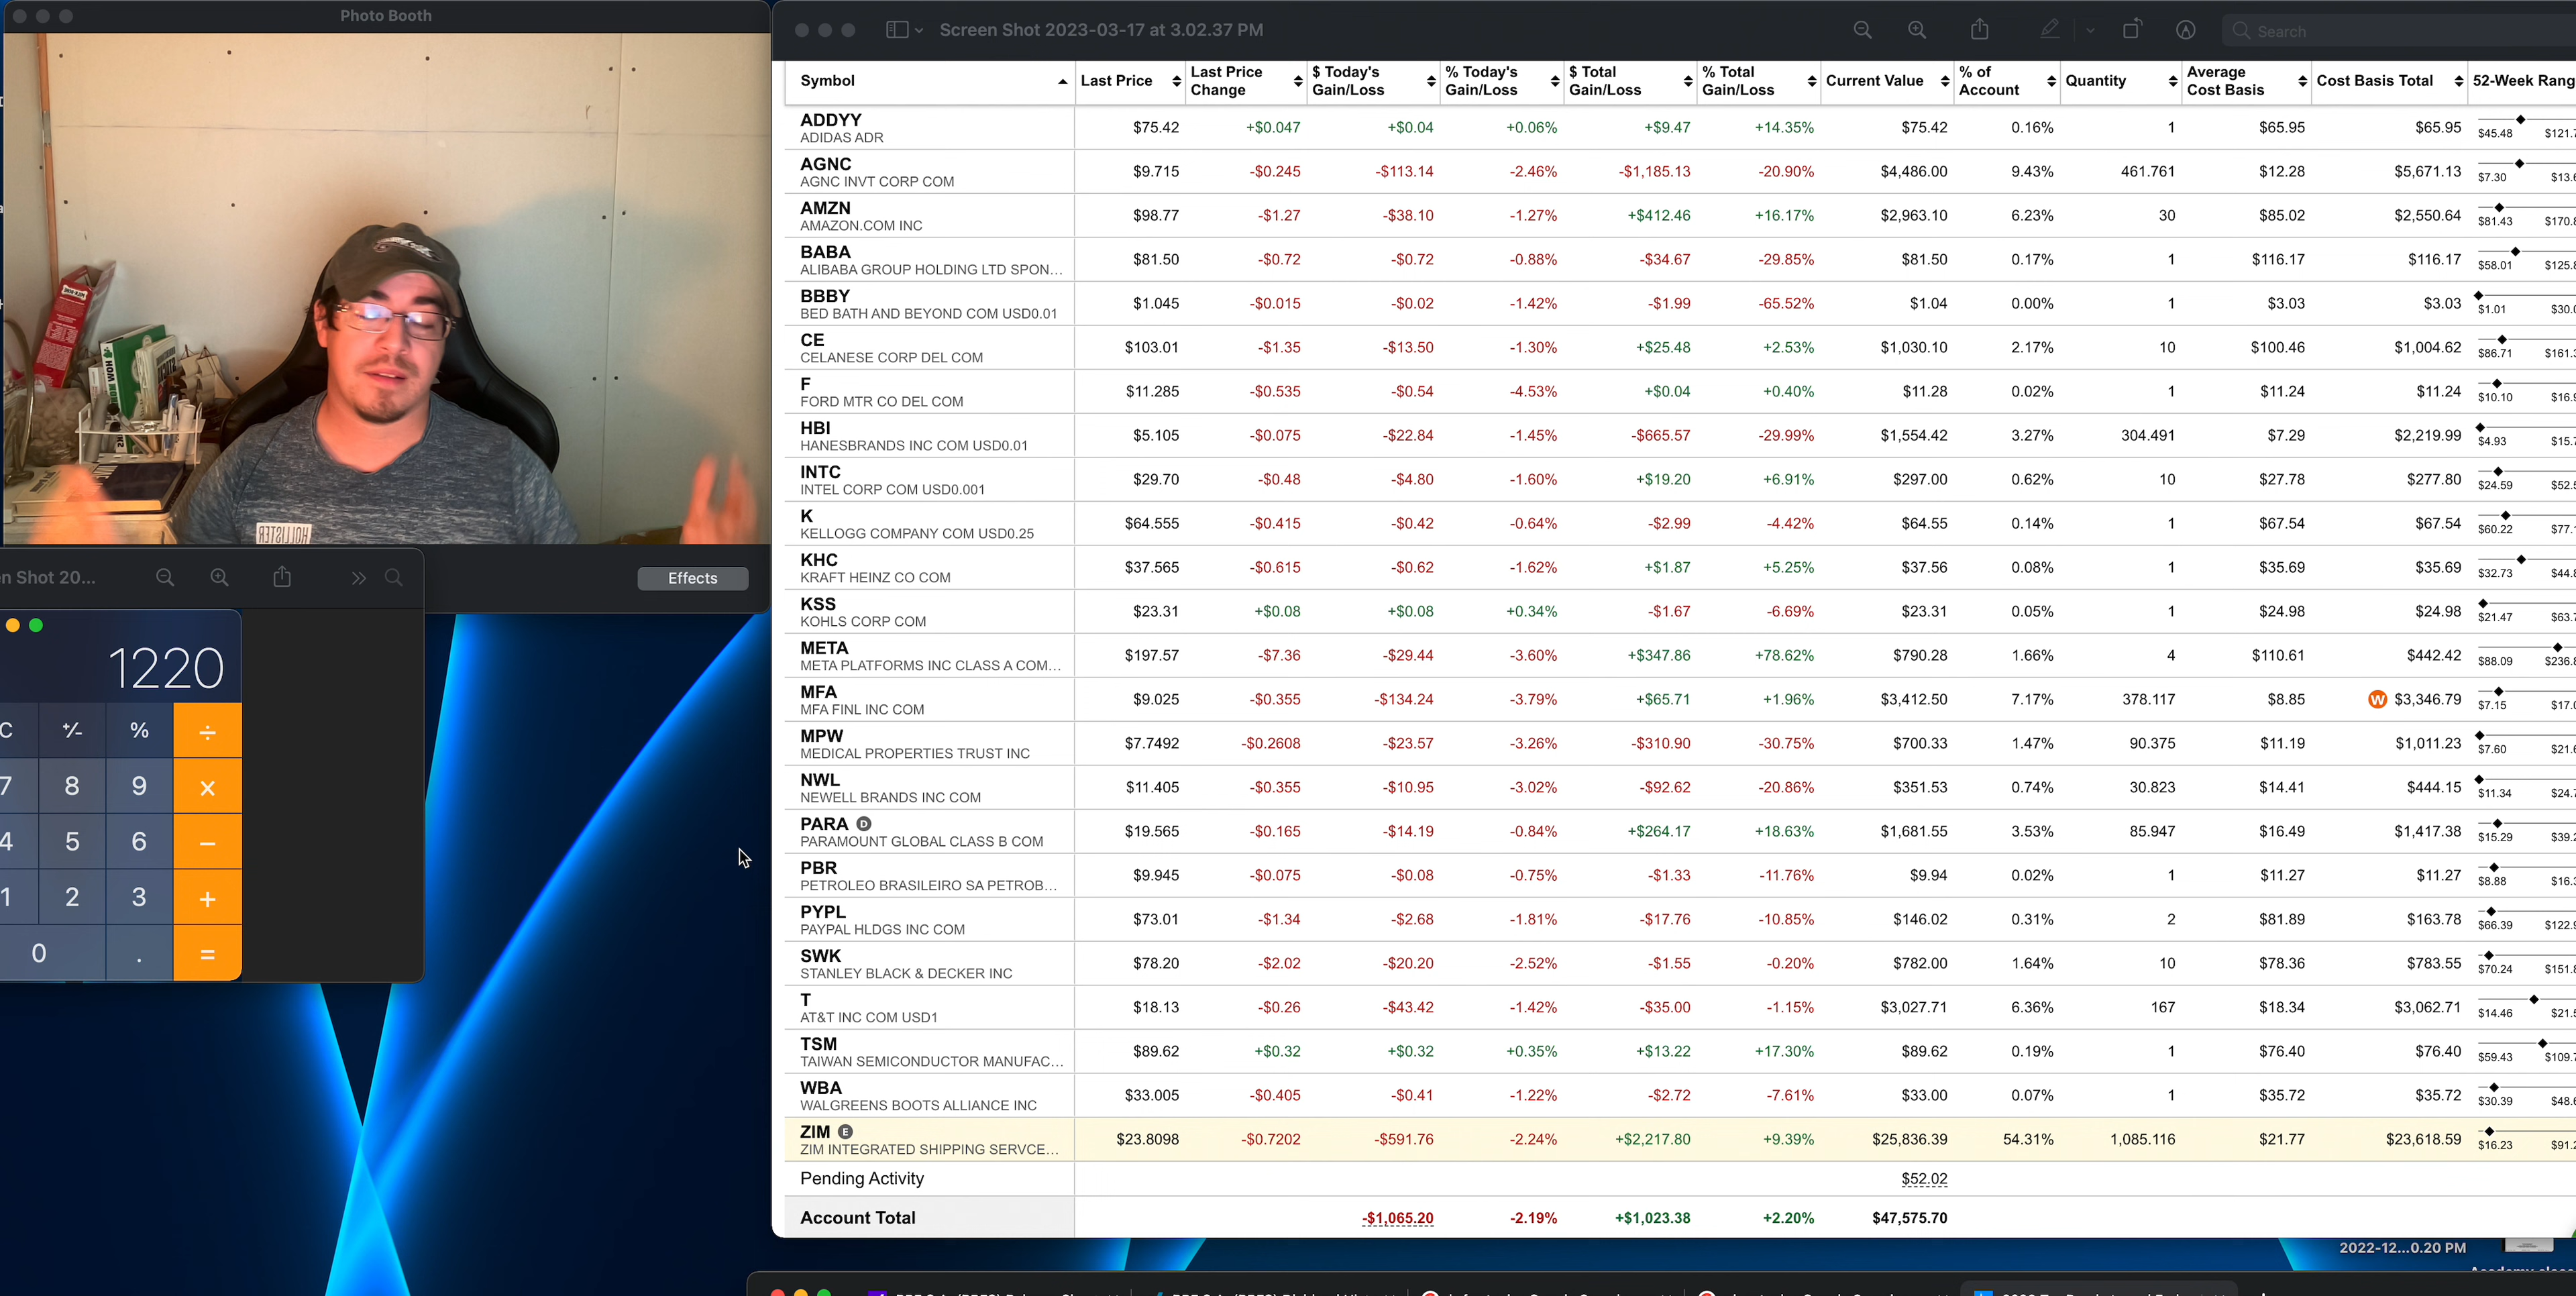 Photo Booth
Effects
1220
+/- % ÷
7 8 9 ×
4 5 6 −
1 2 3 +
0 . =
Screen Shot 2023-03-17 at 3.02.37 PM
Search
Symbol Last Price Last Price Change $ Today's Gain/Loss % Today's Gain/Loss $ Total Gain/Loss % Total Gain/Loss Current Value % of Account Quantity Average Cost Basis Cost Basis Total 52-Week Rang
ADDYY $75.42 +$0.047 +$0.04 +0.06% +$9.47 +14.35% $75.42 0.16% 1 $65.95 $65.95 $45.48
ADIDAS ADR
AGNC $9.715 -$0.245 -$113.14 -2.46% -$1,185.13 -20.90% $4,486.00 9.43% 461.761 $12.28 $5,671.13 $7.30
AGNC INVT CORP COM
AMZN $98.77 -$1.27 -$38.10 -1.27% +$412.46 +16.17% $2,963.10 6.23% 30 $85.02 $2,550.64 $81.43
AMAZON.COM INC
BABA $81.50 -$0.72 -$0.72 -0.88% -$34.67 -29.85% $81.50 0.17% 1 $116.17 $116.17 $58.01
ALIBABA GROUP HOLDING LTD SPON...
BBBY $1.045 -$0.015 -$0.02 -1.42% -$1.99 -65.52% $1.04 0.00% 1 $3.03 $3.03 $1.01
BED BATH AND BEYOND COM USD0.01
CE $103.01 -$1.35 -$13.50 -1.30% +$25.48 +2.53% $1,030.10 2.17% 10 $100.46 $1,004.62 $86.71
CELANESE CORP DEL COM
F $11.285 -$0.535 -$0.54 -4.53% +$0.04 +0.40% $11.28 0.02% 1 $11.24 $11.24 $10.10
FORD MTR CO DEL COM
HBI $5.105 -$0.075 -$22.84 -1.45% -$665.57 -29.99% $1,554.42 3.27% 304.491 $7.29 $2,219.99 $4.93
HANESBRANDS INC COM USD0.01
INTC $29.70 -$0.48 -$4.80 -1.60% +$19.20 +6.91% $297.00 0.62% 10 $27.78 $277.80 $24.59
INTEL CORP COM USD0.001
K $64.555 -$0.415 -$0.42 -0.64% -$2.99 -4.42% $64.55 0.14% 1 $67.54 $67.54 $60.22
KELLOGG COMPANY COM USD0.25
KHC $37.565 -$0.615 -$0.62 -1.62% +$1.87 +5.25% $37.56 0.08% 1 $35.69 $35.69 $32.73
KRAFT HEINZ CO COM
KSS $23.31 +$0.08 +$0.08 +0.34% -$1.67 -6.69% $23.31 0.05% 1 $24.98 $24.98 $21.47
KOHLS CORP COM
META $197.57 -$7.36 -$29.44 -3.60% +$347.86 +78.62% $790.28 1.66% 4 $110.61 $442.42 $88.09
META PLATFORMS INC CLASS A COM...
MFA $9.025 -$0.355 -$134.24 -3.79% +$65.71 +1.96% $3,412.50 7.17% 378.117 $8.85 W $3,346.79 $7.15
MFA FINL INC COM
MPW $7.7492 -$0.2608 -$23.57 -3.26% -$310.90 -30.75% $700.33 1.47% 90.375 $11.19 $1,011.23 $7.60
MEDICAL PROPERTIES TRUST INC
NWL $11.405 -$0.355 -$10.95 -3.02% -$92.62 -20.86% $351.53 0.74% 30.823 $14.41 $444.15 $11.34
NEWELL BRANDS INC COM
PARA D $19.565 -$0.165 -$14.19 -0.84% +$264.17 +18.63% $1,681.55 3.53% 85.947 $16.49 $1,417.38 $15.29
PARAMOUNT GLOBAL CLASS B COM
PBR $9.945 -$0.075 -$0.08 -0.75% -$1.33 -11.76% $9.94 0.02% 1 $11.27 $11.27 $8.88
PETROLEO BRASILEIRO SA PETROB...
PYPL $73.01 -$1.34 -$2.68 -1.81% -$17.76 -10.85% $146.02 0.31% 2 $81.89 $163.78 $66.39
PAYPAL HLDGS INC COM
SWK $78.20 -$2.02 -$20.20 -2.52% -$1.55 -0.20% $782.00 1.64% 10 $78.36 $783.55 $70.24
STANLEY BLACK & DECKER INC
T $18.13 -$0.26 -$43.42 -1.42% -$35.00 -1.15% $3,027.71 6.36% 167 $18.34 $3,062.71 $14.46
AT&T INC COM USD1
TSM $89.62 +$0.32 +$0.32 +0.35% +$13.22 +17.30% $89.62 0.19% 1 $76.40 $76.40 $59.43
TAIWAN SEMICONDUCTOR MANUFAC...
WBA $33.005 -$0.405 -$0.41 -1.22% -$2.72 -7.61% $33.00 0.07% 1 $35.72 $35.72 $30.39
WALGREENS BOOTS ALLIANCE INC
ZIM E $23.8098 -$0.7202 -$591.76 -2.24% +$2,217.80 +9.39% $25,836.39 54.31% 1,085.116 $21.77 $23,618.59 $16.23
ZIM INTEGRATED SHIPPING SERVCE...
Pending Activity $52.02
Account Total -$1,065.20 -2.19% +$1,023.38 +2.20% $47,575.70
2022-12...0.20 PM